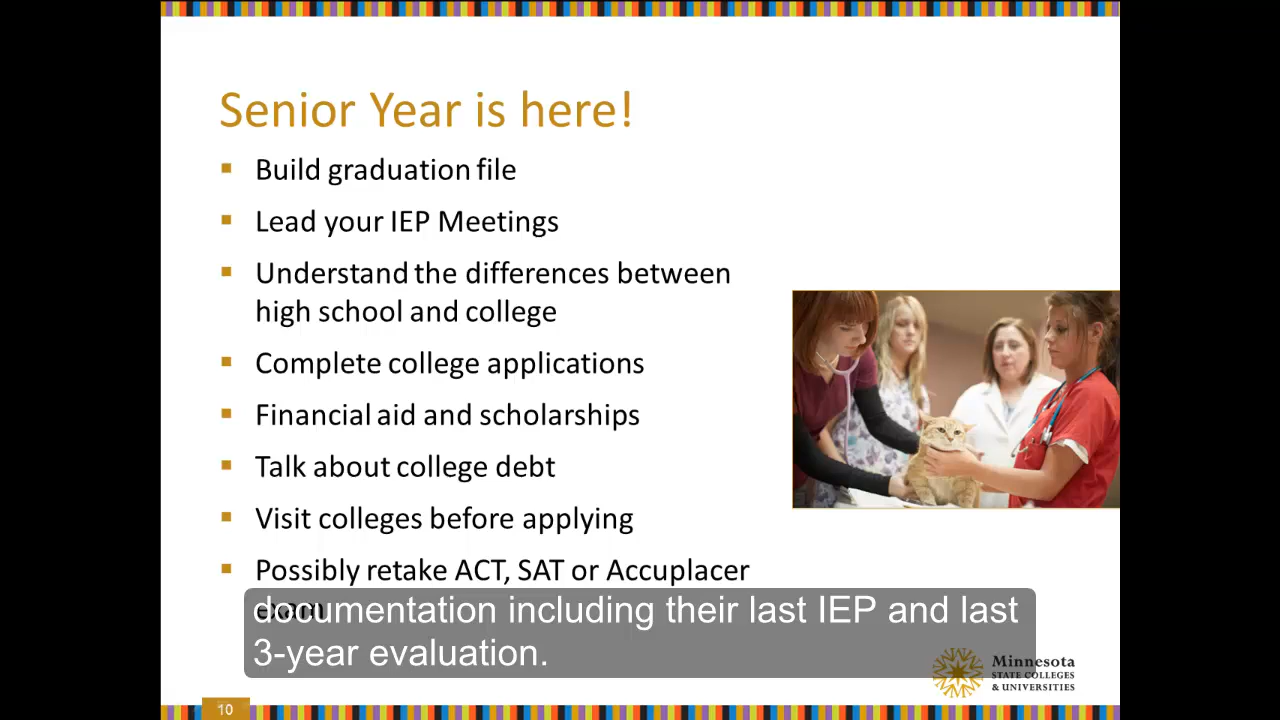 Senior Year is here!
Build graduation file
Lead your IEP Meetings
Understand the differences between
high school and college
Complete college applications
Financial aid and scholarships
Talk about college debt
Visit colleges before applying
Possibly retake ACT, SAT or Accuplacer
exam
documentation including their last IEP and last
3-year evaluation.
Minnesota
STATE COLLEGES
& UNIVERSITIES
10